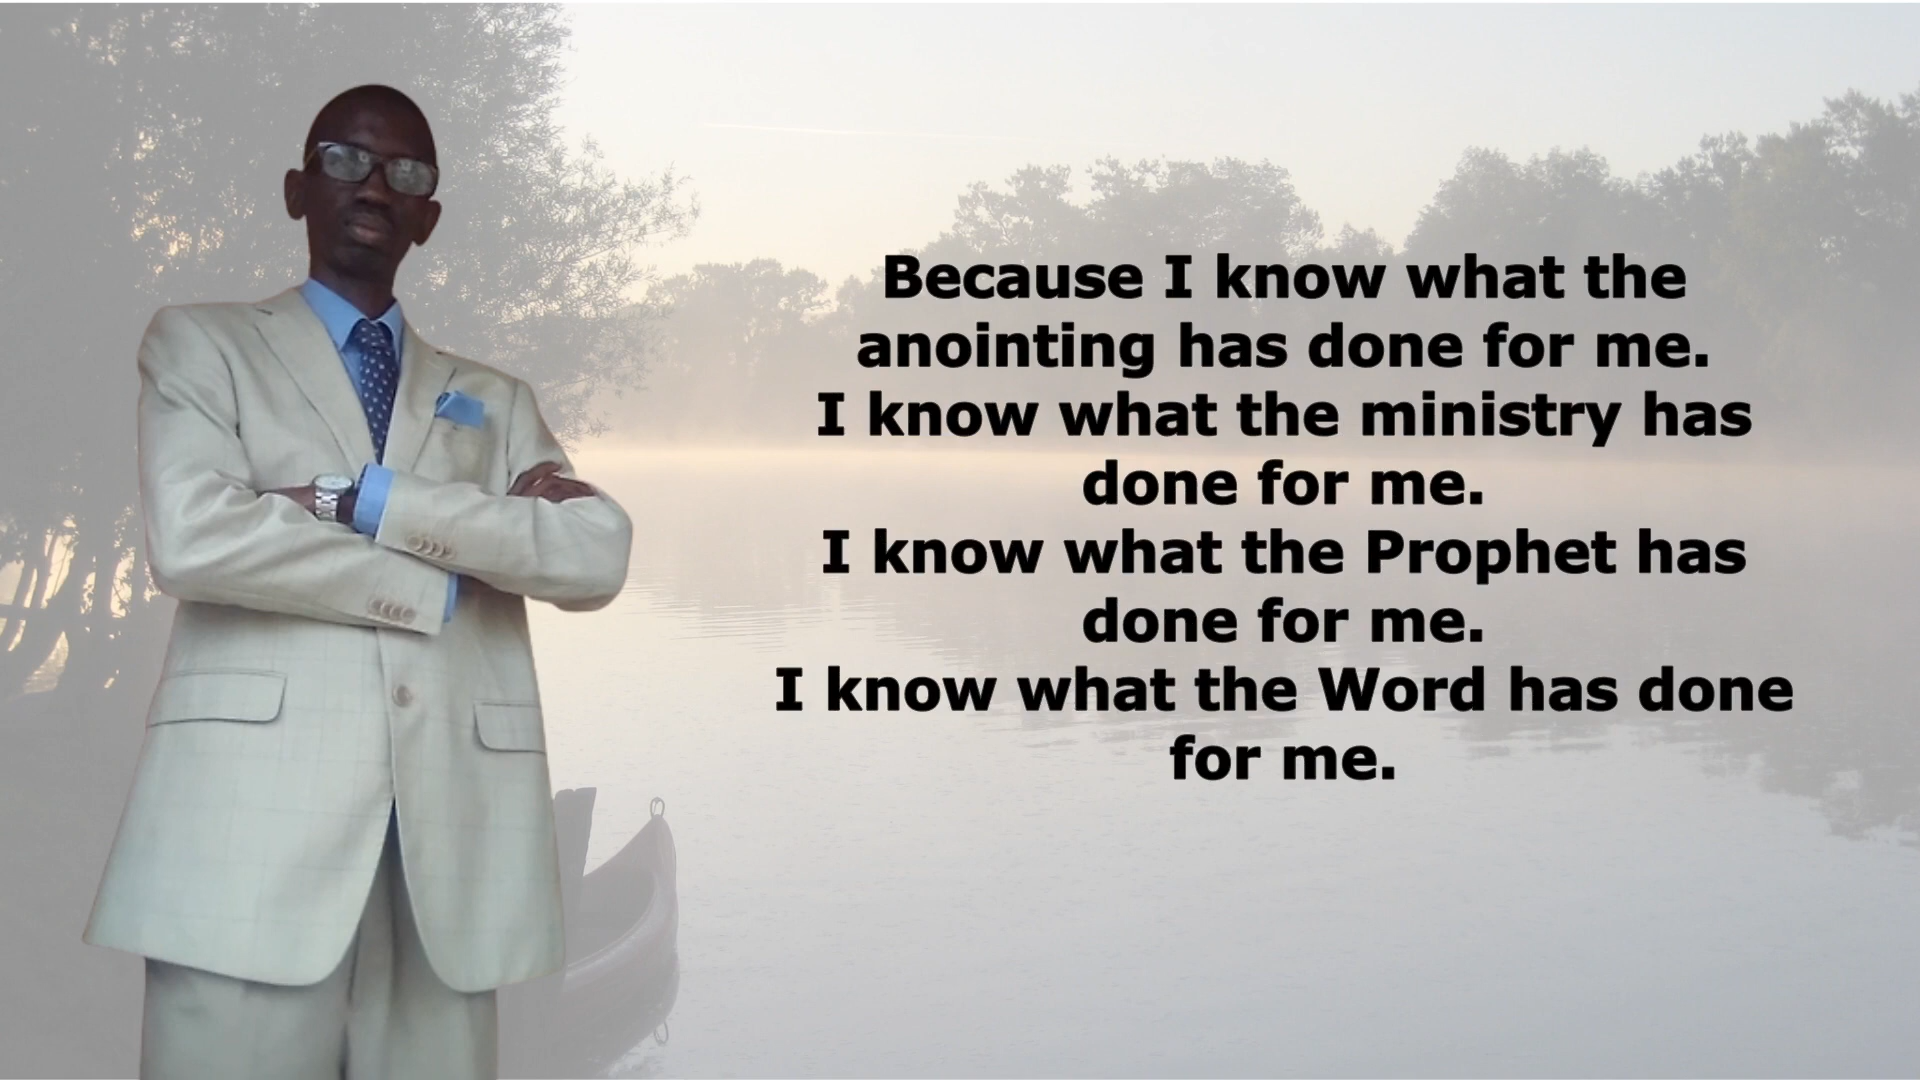 Because I know what the
anointing has done for me.
I know what the ministry has
done for me.
I know what the Prophet has
done for me.
I know what the Word has done
for me.